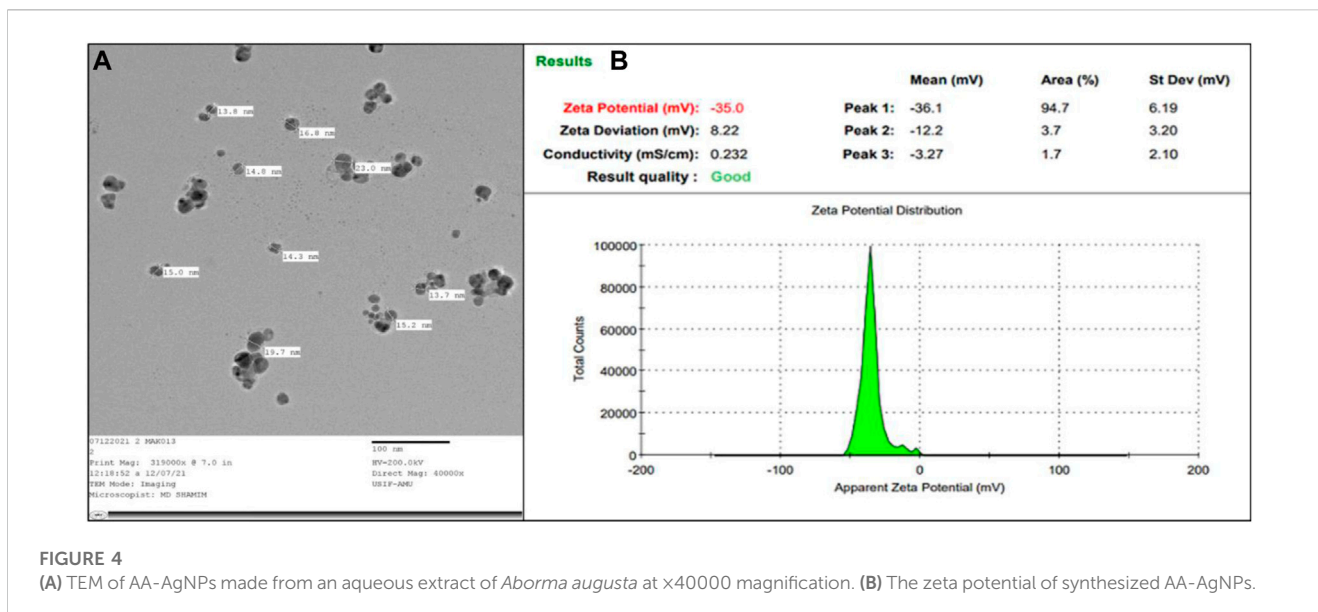 A
13.8 nm
16.8 nm
14.8 nm
23.0 nm
14.3 nm
15.0 nm
13.7 nm
15.2 nm
19.7 nm
07122021 2 MAK013
2
Print Mag: 319000x @ 7.0 in
12:18:52 a 12/07/21
TEM Mode: Imaging
Microscopist: MD SHAMIM
100 nm
HV=200.0kV
Direct Mag: 40000x
USIF-AMU
Results B
Mean (mV) Area (%) St Dev (mV)
Zeta Potential (mV): -35.0 Peak 1: -36.1 94.7 6.19
Zeta Deviation (mV): 8.22 Peak 2: -12.2 3.7 3.20
Conductivity (mS/cm): 0.232 Peak 3: -3.27 1.7 2.10
Result quality : Good
Zeta Potential Distribution
Total Counts
100000
80000
60000
40000
20000
0
-200 -100 0 100 200
Apparent Zeta Potential (mV)
FIGURE 4
(A) TEM of AA-AgNPs made from an aqueous extract of Aborma augusta at ×40000 magnification. (B) The zeta potential of synthesized AA-AgNPs.